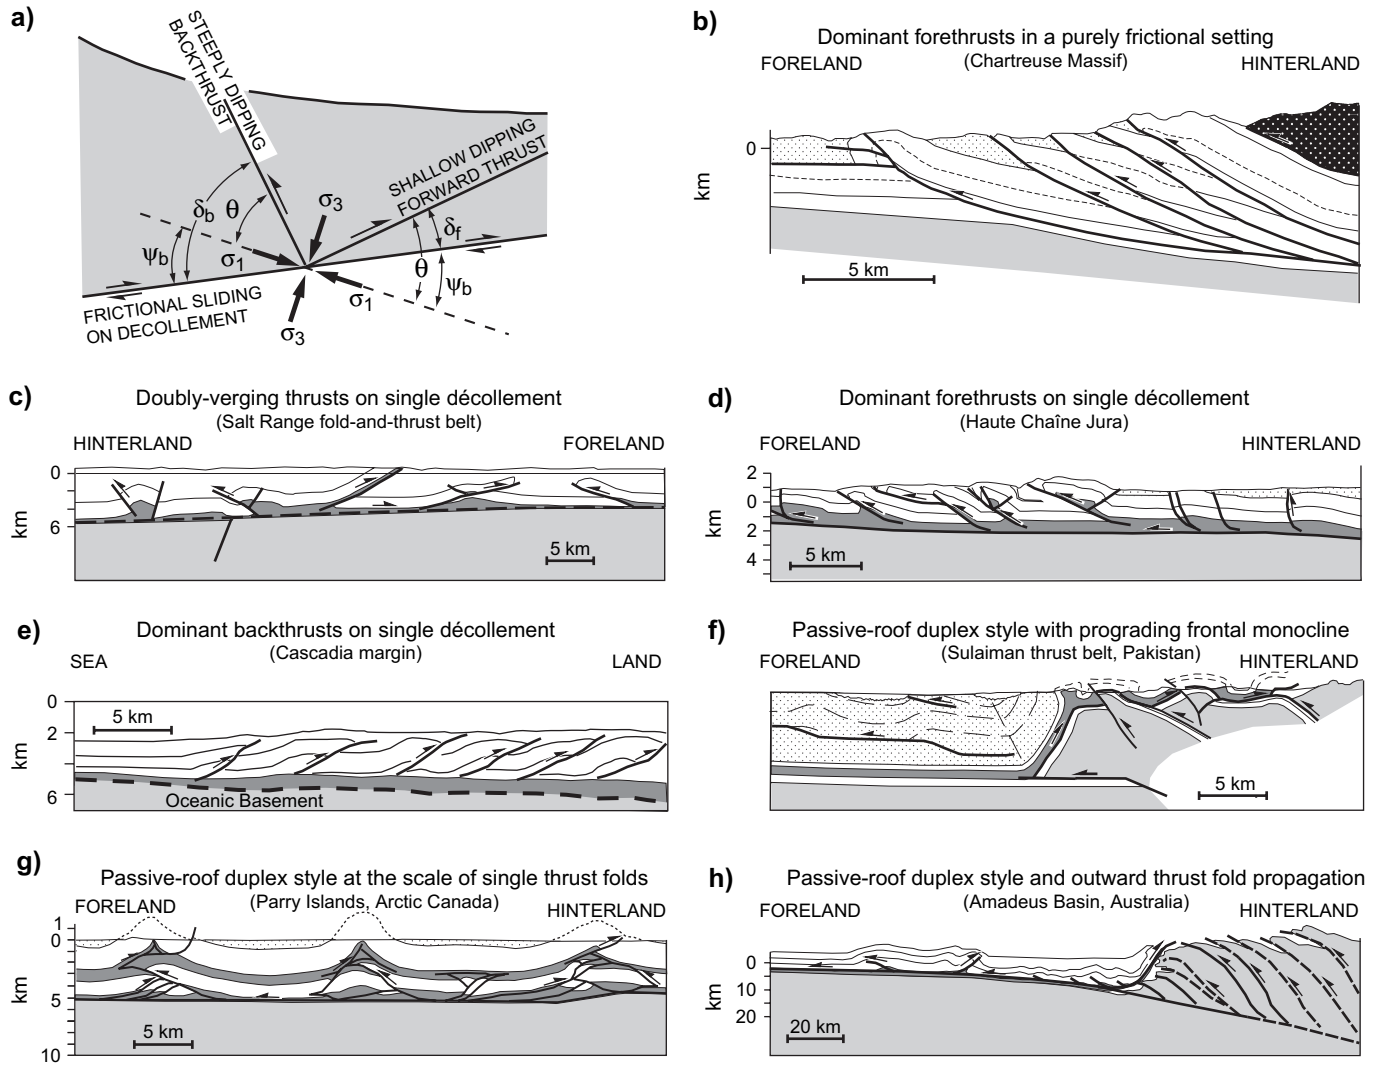 a)
STEEPLY DIPPING
BACKTHRUST
SHALLOW DIPPING
FORWARD THRUST
σ3
δb
θ
δf
ψb
σ1
θ
ψb
σ1
FRICTIONAL SLIDING
ON DECOLLEMENT
σ3
b)
Dominant forethrusts in a purely frictional setting
FORELAND
(Chartreuse Massif)
HINTERLAND
0
km
5 km
c)
Doubly-verging thrusts on single décollement
(Salt Range fold-and-thrust belt)
HINTERLAND
FORELAND
0
6
km
5 km
d)
Dominant forethrusts on single décollement
(Haute Chaîne Jura)
FORELAND
HINTERLAND
2
0
0
2
4
km
5 km
e)
Dominant backthrusts on single décollement
(Cascadia margin)
SEA
LAND
0
2
6
km
5 km
Oceanic Basement
f)
Passive-roof duplex style with prograding frontal monocline
(Sulaiman thrust belt, Pakistan)
FORELAND
HINTERLAND
5 km
g)
Passive-roof duplex style at the scale of single thrust folds
FORELAND
(Parry Islands, Arctic Canada)
HINTERLAND
1
0
5
10
km
5 km
h)
Passive-roof duplex style and outward thrust fold propagation
FORELAND
(Amadeus Basin, Australia)
HINTERLAND
0
10
20
km
20 km